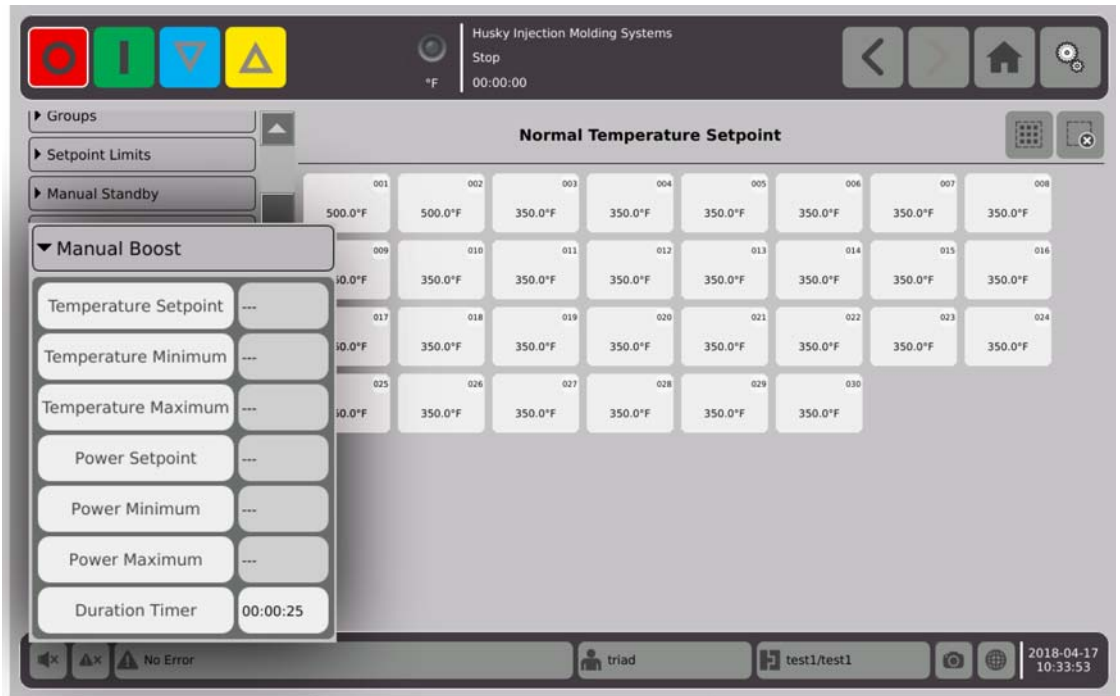 Husky Injection Molding Systems
Stop
°F
00:00:00
Groups
Setpoint Limits
Manual Standby
Normal Temperature Setpoint
001 002 003 004 005 006 007 008
500.0°F 500.0°F 350.0°F 350.0°F 350.0°F 350.0°F 350.0°F 350.0°F
Manual Boost
009 010 011 012 013 014 015 016
350.0°F 350.0°F 350.0°F 350.0°F 350.0°F 350.0°F 350.0°F
017 018 019 020 021 022 023 024
350.0°F 350.0°F 350.0°F 350.0°F 350.0°F 350.0°F 350.0°F
025 026 027 028 029 030
350.0°F 350.0°F 350.0°F 350.0°F 350.0°F
Temperature Setpoint ---
Temperature Minimum ---
Temperature Maximum ---
Power Setpoint ---
Power Minimum ---
Power Maximum ---
Duration Timer 00:00:25
No Error
triad
test1/test1
2018-04-17
10:33:53